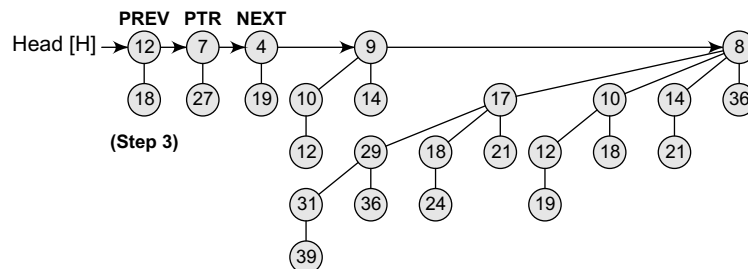 PREV PTR NEXT
Head [H] 12 7 4 9 8
18 27 19 10 14 17 10 14 36
(Step 3)
12 29 18 21 12 18 21
31 36 24 19
39